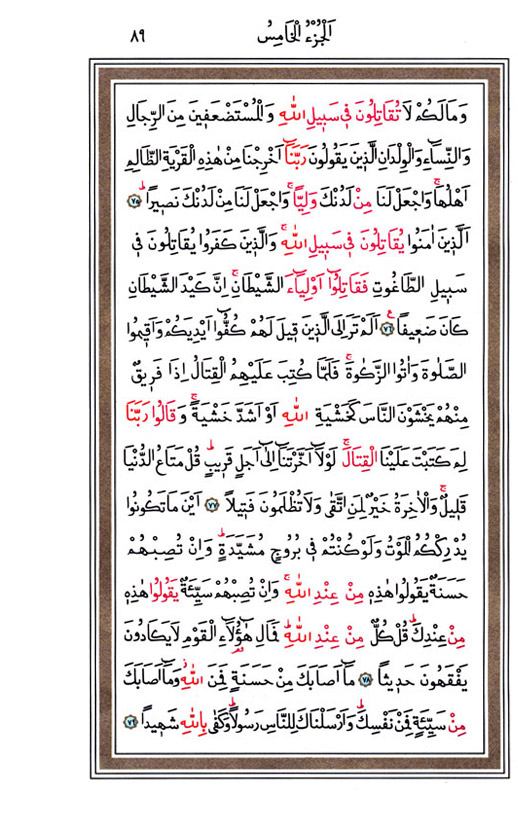 اَلْجُزْءُ الْخَامِسُ ٨٩
وَمَالَكُمْ لَا تُقَاتِلُونَ فٖي سَبٖيلِ اللّٰهِ وَالْمُسْتَضْعَفٖينَ مِنَ الرِّجَالِ
وَالنِّسَٓاءِ وَالْوِلْدَانِ الَّذٖينَ يَقُولُونَ رَبَّنَٓا اَخْرِجْنَا مِنْ هٰذِهِ الْقَرْيَةِ الظَّالِمِ
اَهْلُهَاۚ وَاجْعَلْ لَنَا مِنْ لَدُنْكَ وَلِيًّاۚ وَاجْعَلْ لَنَا مِنْ لَدُنْكَ نَصٖيرًاؕ ٧٥
اَلَّذٖينَ اٰمَنُوا يُقَاتِلُونَ فٖي سَبٖيلِ اللّٰهِۚ وَالَّذٖينَ كَفَرُوا يُقَاتِلُونَ فٖي
سَبٖيلِ الطَّاغُوتِ فَقَاتِلُٓوا اَوْلِيَٓاءَ الشَّيْطَانِۚ اِنَّ كَيْدَ الشَّيْطَانِ
كَانَ ضَعٖيفًا ٧٦ اَلَمْ تَرَ اِلَى الَّذٖينَ قٖيلَ لَهُمْ كُفُّٓوا اَيْدِيَكُمْ وَاَقٖيمُوا
الصَّلٰوةَ وَاٰتُوا الزَّكٰوةَۚ فَلَمَّا كُتِبَ عَلَيْهِمُ الْقِتَالُ اِذَا فَرٖيقٌ
مِنْهُمْ يَخْشَوْنَ النَّاسَ كَخَشْيَةِ اللّٰهِ اَوْ اَشَدَّ خَشْيَةًۚ وَقَالُوا رَبَّنَا
لِمَ كَتَبْتَ عَلَيْنَا الْقِتَالَۚ لَوْلَٓا اَخَّرْتَنَٓا اِلٰٓى اَجَلٍ قَرٖيبٍؕ قُلْ مَتَاعُ الدُّنْيَا
قَلٖيلٌۚ وَالْاٰخِرَةُ خَيْرٌ لِمَنِ اتَّقٰى وَلَا تُظْلَمُونَ فَتٖيلًا ٧٧ اَيْنَ مَا تَكُونُوا
يُدْرِكْكُمُ الْمَوْتُ وَلَوْ كُنْتُمْ فٖي بُرُوجٍ مُشَيَّدَةٍؕ وَاِنْ تُصِبْهُمْ
حَسَنَةٌ يَقُولُوا هٰذِهٖ مِنْ عِنْدِ اللّٰهِۚ وَاِنْ تُصِبْهُمْ سَيِّئَةٌ يَقُولُوا هٰذِهٖ
مِنْ عِنْدِكَؕ قُلْ كُلٌّ مِنْ عِنْدِ اللّٰهِؕ فَمَالِ هٰٓؤُ۬لَٓاءِ الْقَوْمِ لَا يَكَادُونَ
يَفْقَهُونَ حَدٖيثًا ٧٨ مَٓا اَصَابَكَ مِنْ حَسَنَةٍ فَمِنَ اللّٰهِؗ وَمَٓا اَصَابَكَ
مِنْ سَيِّئَةٍ فَمِنْ نَفْسِكَؕ وَاَرْسَلْنَاكَ لِلنَّاسِ رَسُولًاؕ وَكَفٰى بِاللّٰهِ شَهٖيدًا ٧٩